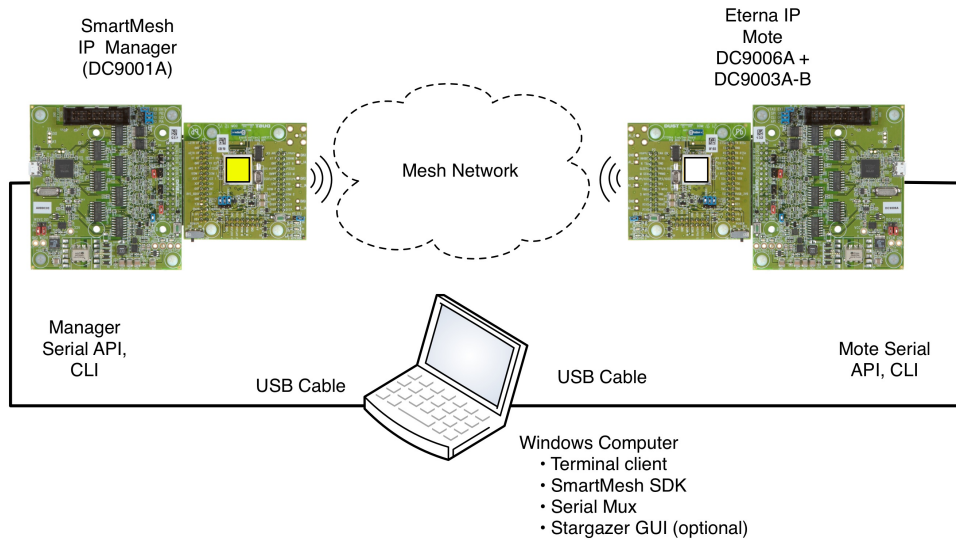 SmartMesh
IP Manager
(DC9001A)
Eterna IP
Mote
DC9006A +
DC9003A-B
Mesh Network
Manager
Serial API,
CLI
USB Cable
USB Cable
Mote Serial
API, CLI
Windows Computer
• Terminal client
• SmartMesh SDK
• Serial Mux
• Stargazer GUI (optional)